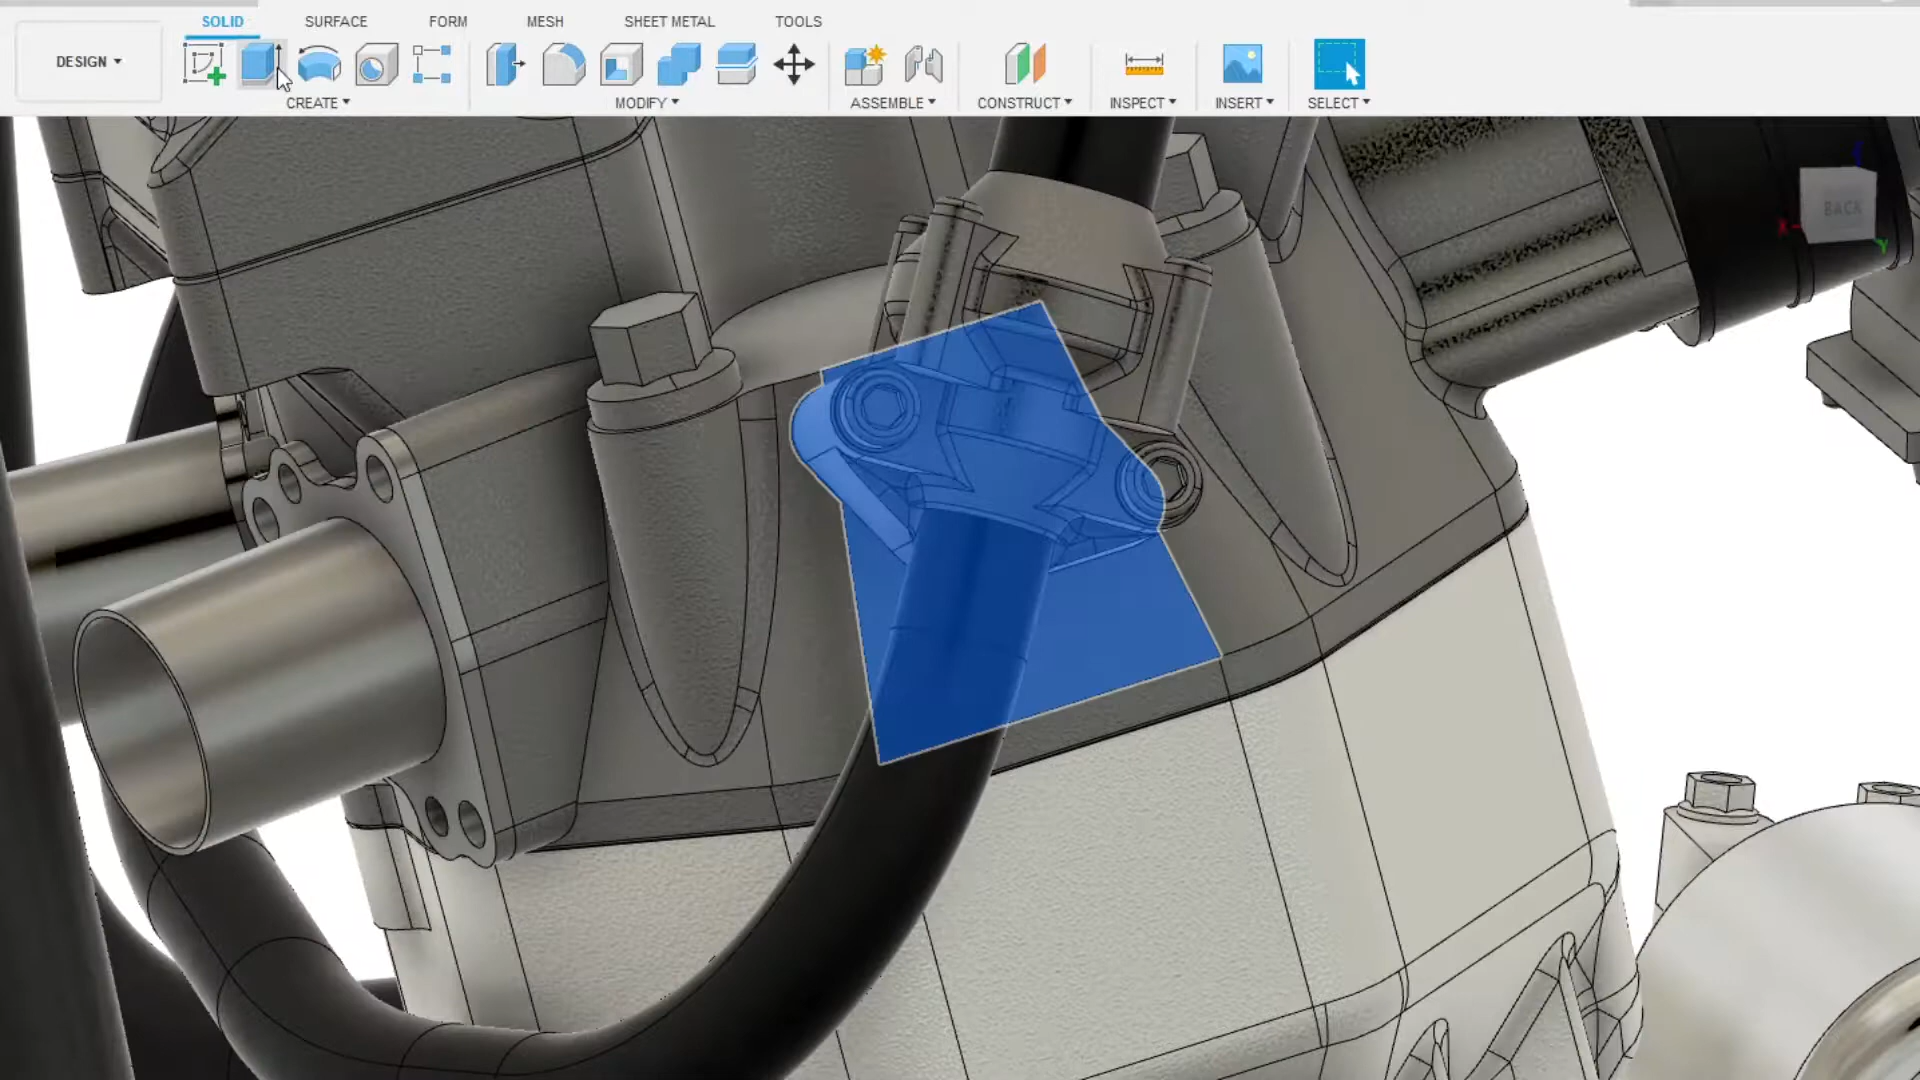 SOLID SURFACE FORM MESH SHEET METAL TOOLS
DESIGN
CREATE MODIFY ASSEMBLE CONSTRUCT INSPECT INSERT SELECT
BACK
X
Y